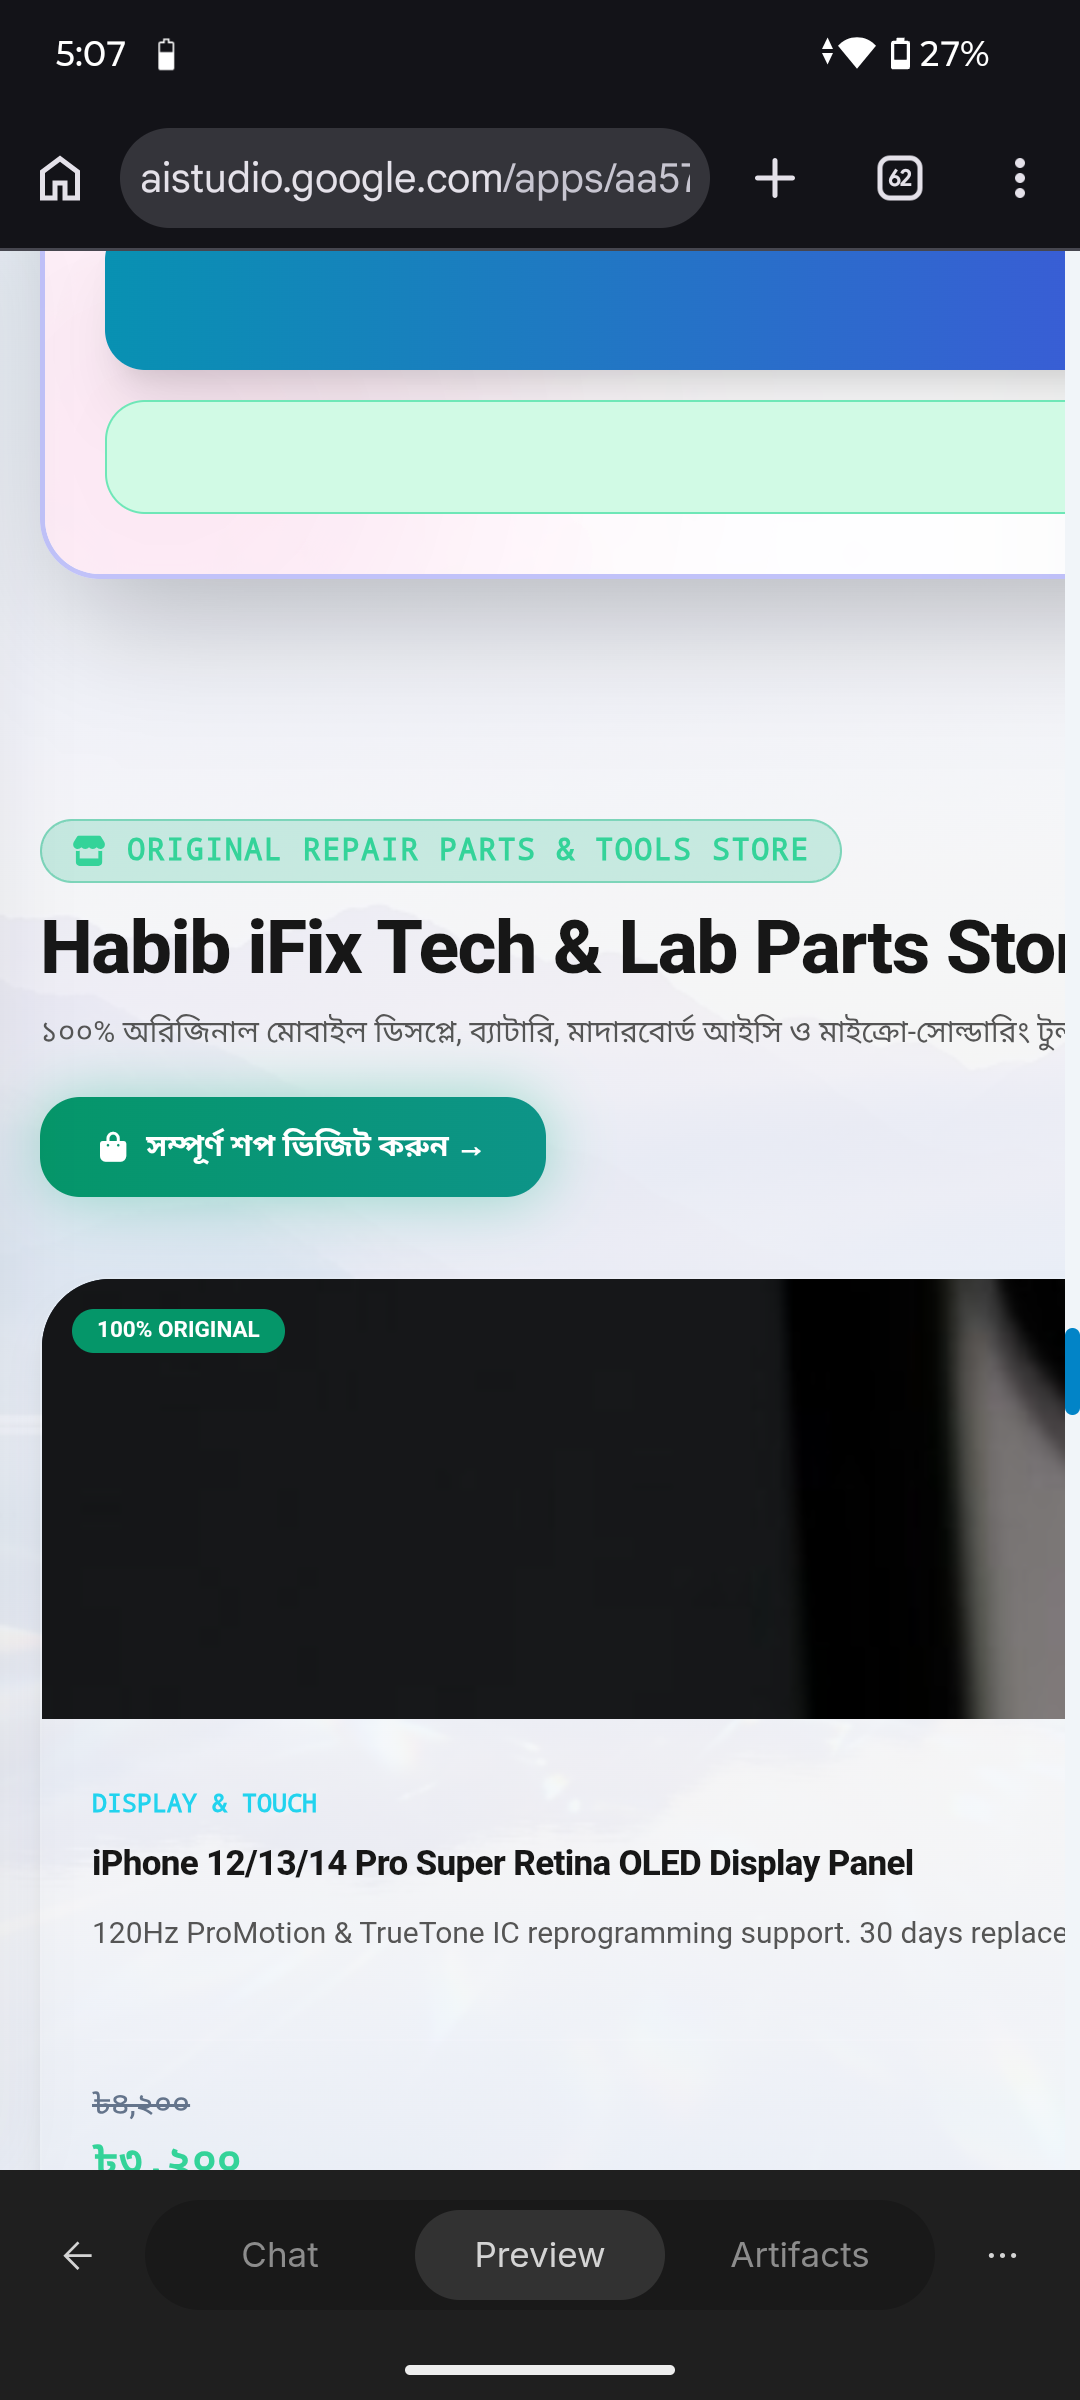 5:07
27%
aistudio.google.com/apps/aa57
62
ORIGINAL REPAIR PARTS & TOOLS STORE
Habib iFix Tech & Lab Parts Stor
১০০% অরিজিনাল মোবাইল ডিসপ্লে, ব্যাটারি, মাদারবোর্ড আইসি ও মাইক্রো-সোল্ডারিং
সম্পূর্ণ শপ ভিজিট করুন →
100% ORIGINAL
DISPLAY & TOUCH
iPhone 12/13/14 Pro Super Retina OLED Display Panel
120Hz ProMotion & TrueTone IC reprogramming support. 30 days replace
৳৪,২০০
৳৩,২০০
Chat
Preview
Artifacts